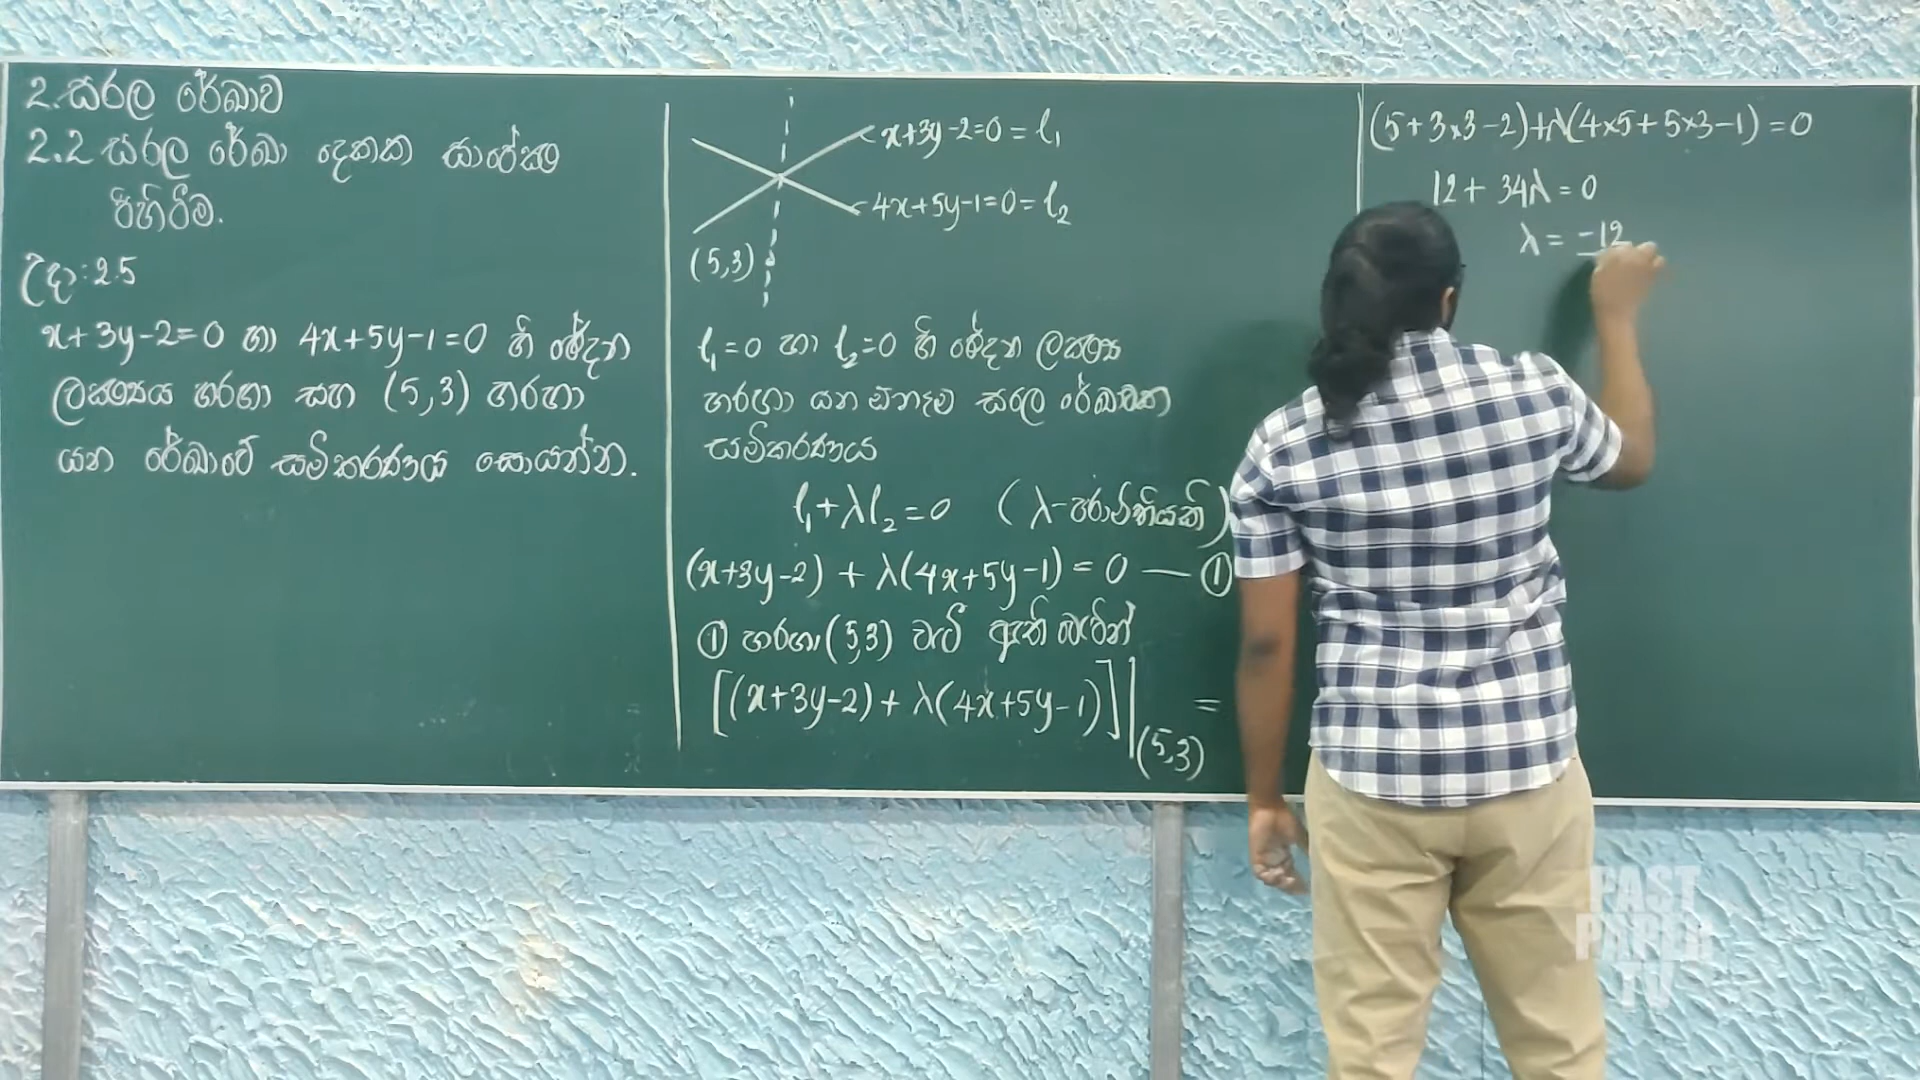 2. සරල රේඛාව
2.2 සරල රේඛා දෙකක සාපේක්ෂ
පිහිටීම.
උදා: 2.5
x+3y-2=0 හා 4x+5y-1=0 හි ඡේදන
ලක්ෂ්‍යය හරහා සහ (5,3) හරහා
යන රේඛාවේ සමීකරණය සොයන්න.
x+3y-2=0 = l₁
4x+5y-1=0 = l₂
(5,3)
l₁=0 හා l₂=0 හි ඡේදන ලක්ෂ්‍ය
හරහා යන ඕනෑම සරල රේඛාවක
සමීකරණය
l₁+λl₂=0 (λ-පරාමිතියකි)
(x+3y-2) + λ(4x+5y-1) = 0 — ①
① හරහා (5,3) වැටී ඇති බැවින්
[(x+3y-2) + λ(4x+5y-1)]|(5,3) =
(5+3×3-2)+λ(4×5+5×3-1) = 0
12 + 34λ = 0
λ = -12
PAST
PAPER
TV